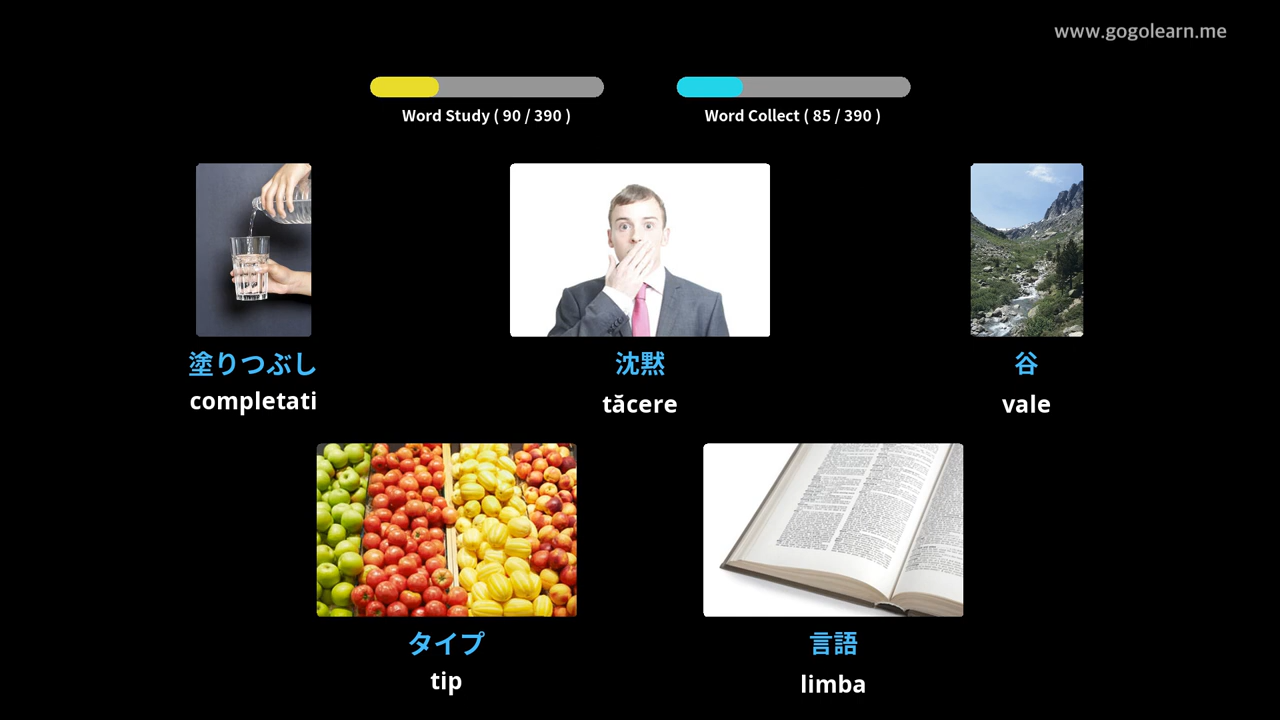 www.gogolearn.me
Word Study ( 90 / 390 )
Word Collect ( 85 / 390 )
塗りつぶし
completati
沈黙
tăcere
谷
vale
タイプ
tip
言語
limba